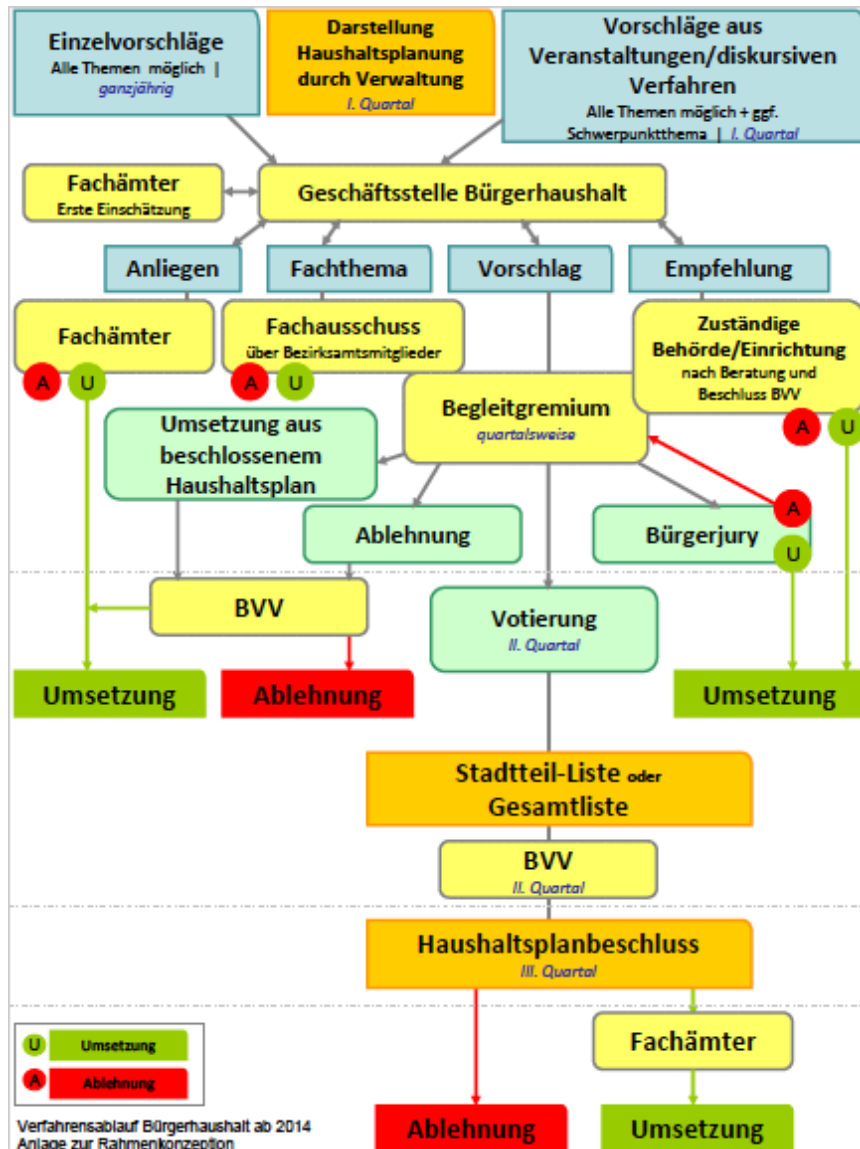 Einzelvorschläge
Alle Themen möglich |
ganzjährig
Darstellung
Haushaltsplanung
durch Verwaltung
I. Quartal
Vorschläge aus
Veranstaltungen/diskursiven
Verfahren
Alle Themen möglich + ggf.
Schwerpunktthema | I. Quartal
Fachämter
Erste Einschätzung
Geschäftsstelle Bürgerhaushalt
Anliegen
Fachthema
Vorschlag
Empfehlung
Fachämter
A U
Fachausschuss
über Bezirksamtsmitglieder
A U
Zuständige
Behörde/Einrichtung
nach Beratung und
Beschluss BVV
A U
Begleitgremium
quartalsweise
Umsetzung aus
beschlossenem
Haushaltsplan
Ablehnung
Bürgerjury
A
U
BVV
Votierung
II. Quartal
Umsetzung
Ablehnung
Umsetzung
Stadtteil-Liste oder
Gesamtliste
BVV
II. Quartal
Haushaltsplanbeschluss
III. Quartal
Fachämter
U Umsetzung
A Ablehnung
Ablehnung
Umsetzung
Verfahrensablauf Bürgerhaushalt ab 2014
Anlage zur Rahmenkonzeption